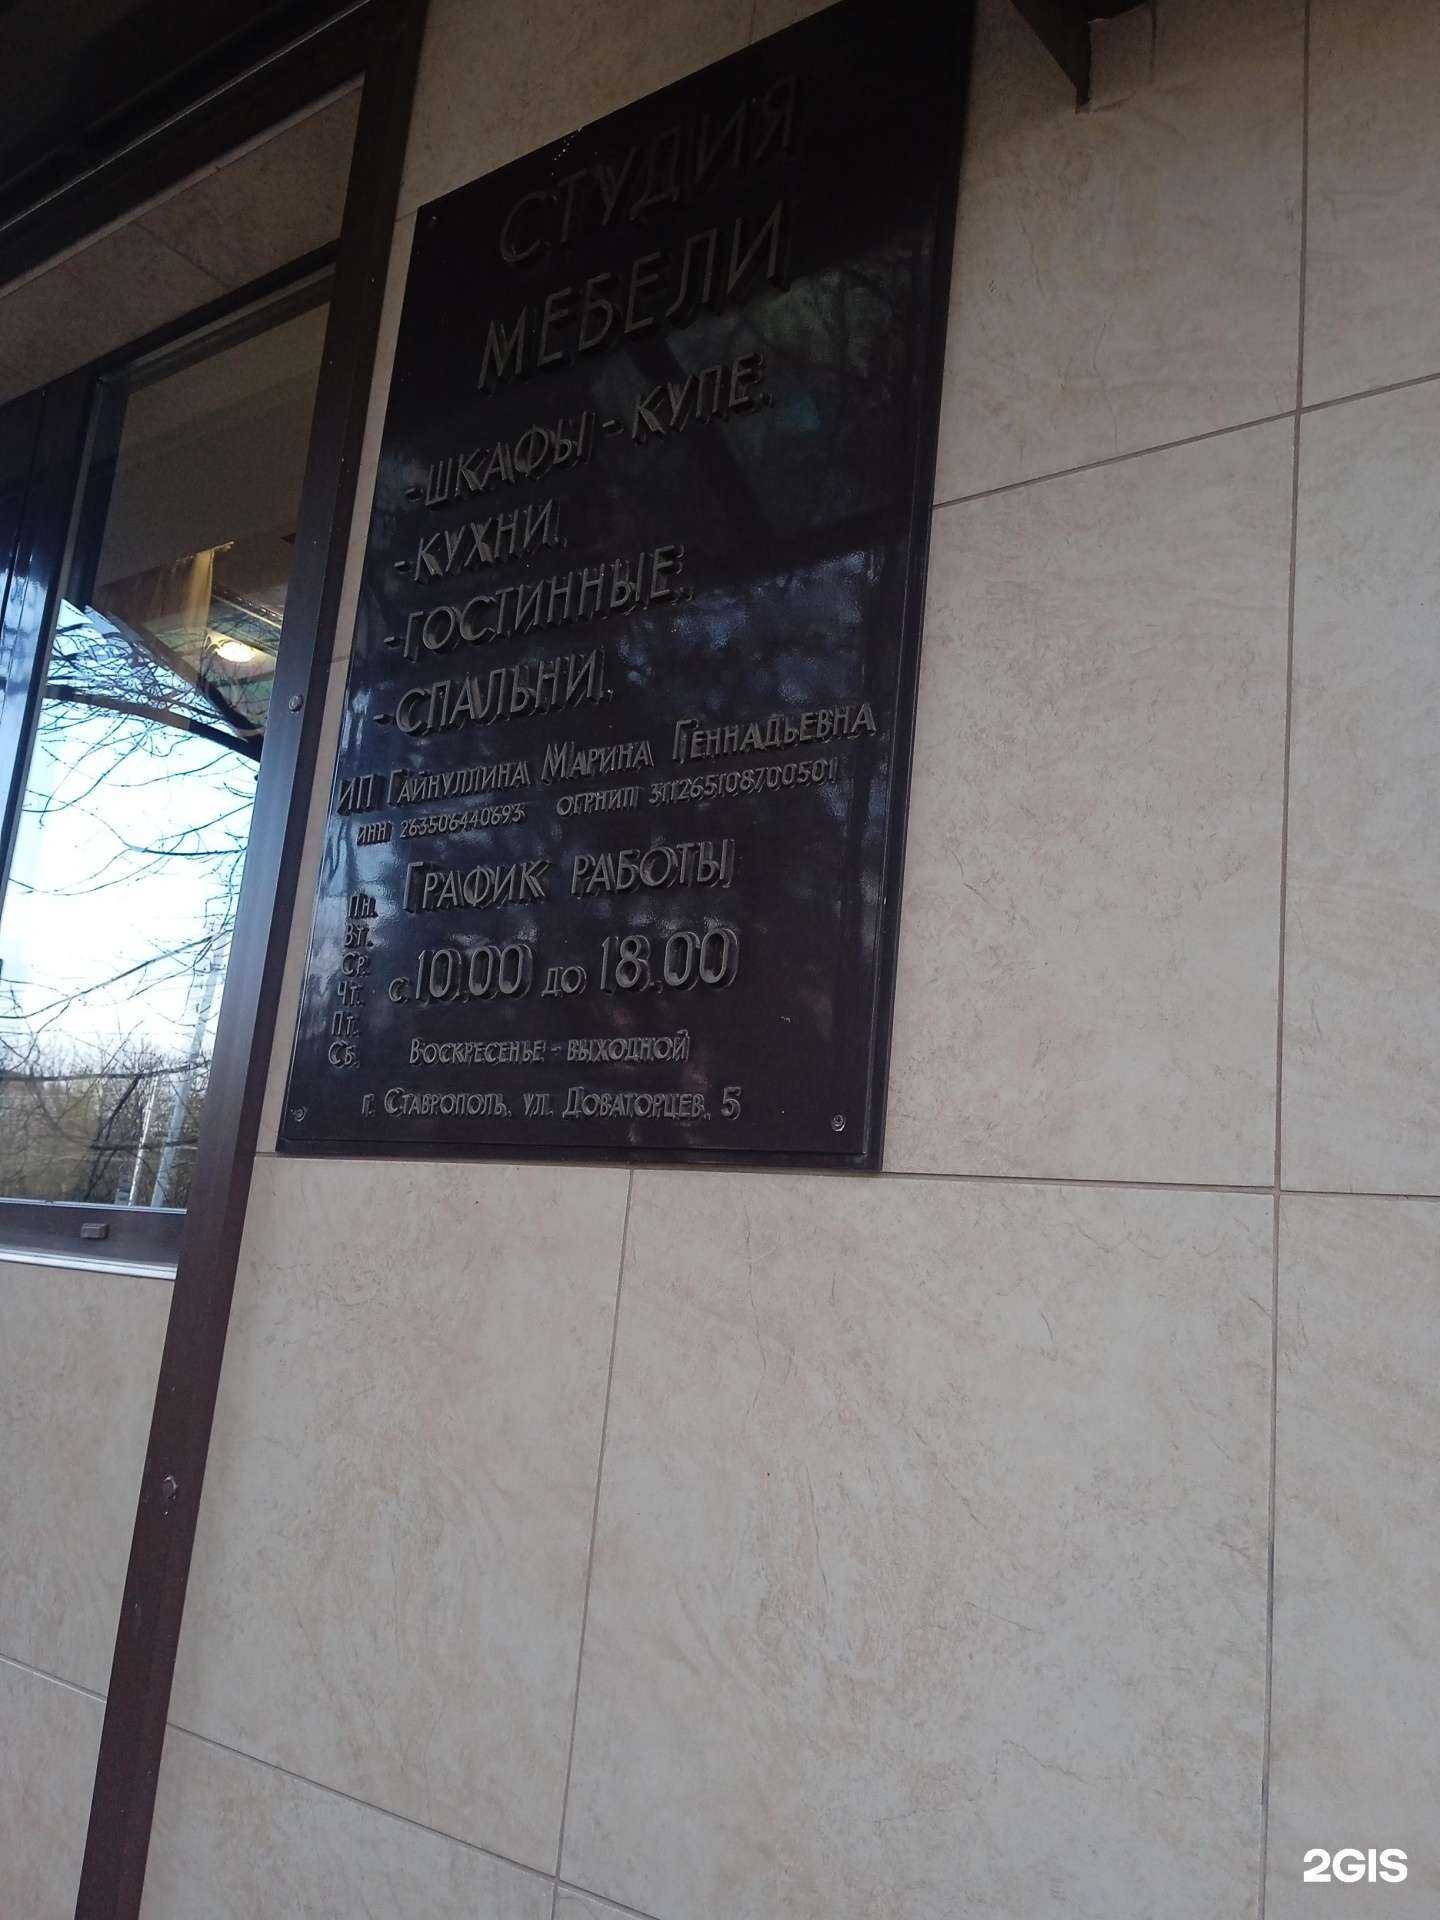 СТУДИЯ
МЕБЕЛИ
-ШКАФЫ - КУПЕ,
-КУХНИ,
-ГОСТИННЫЕ,
-СПАЛЬНИ,
ИП ГАЙНУЛЛИНА МАРИНА ГЕННАДЬЕВНА
ИНН 263506440693 ОГРНИП 311265108700501
ГРАФИК РАБОТЫ
Пн.
Вт.
Ср.
Чт.
Пт.
Сб.
с 10.00 до 18.00
ВОСКРЕСЕНЬЕ - ВЫХОДНОЙ
г. СТАВРОПОЛЬ, УЛ. ДОВАТОРЦЕВ, 5
2GIS